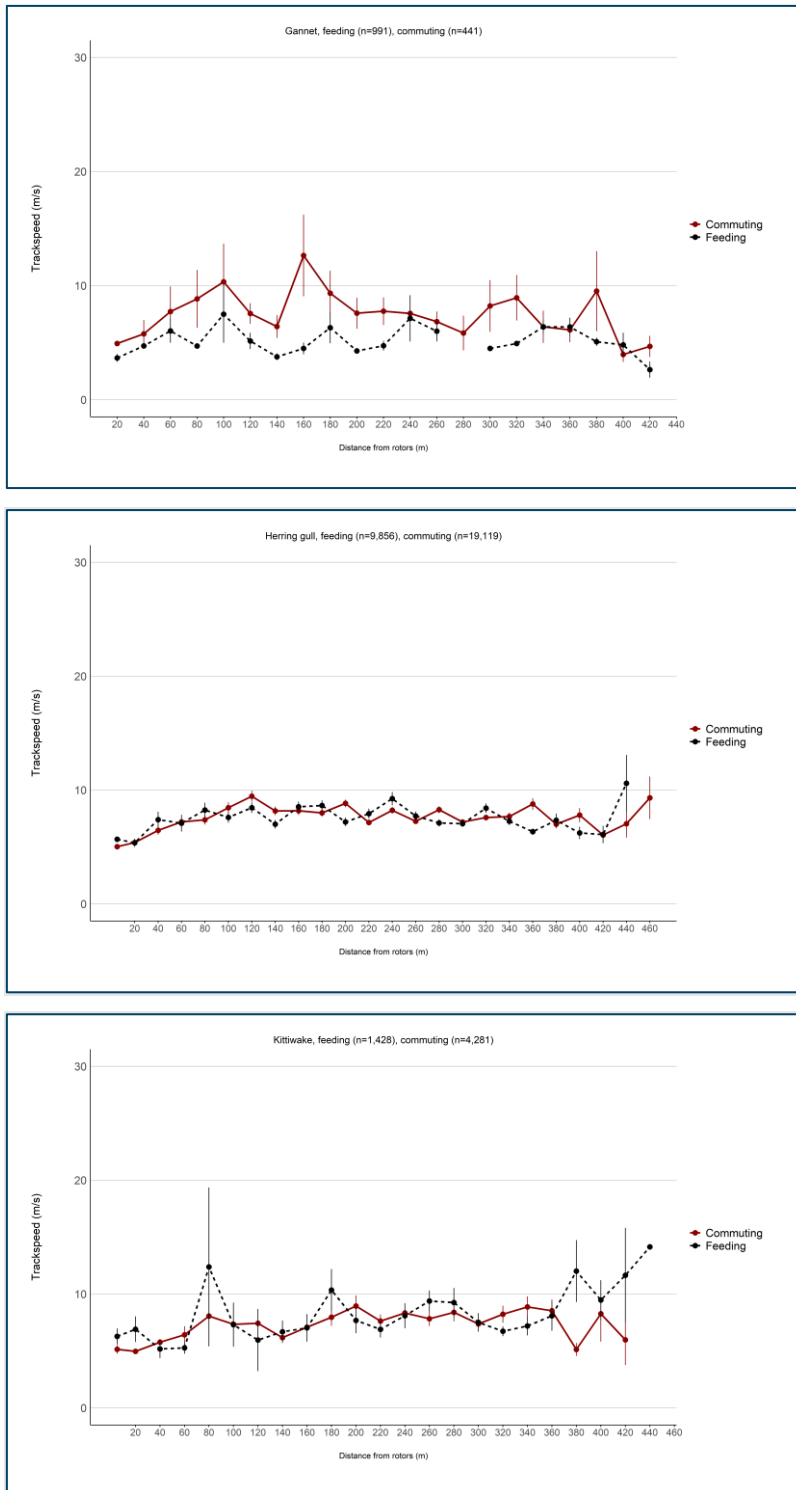 Gannet, feeding (n=991), commuting (n=441)
30
20
10
0
Trackspeed (m/s)
Commuting
Feeding
20 40 60 80 100 120 140 160 180 200 220 240 260 280 300 320 340 360 380 400 420 440
Distance from rotors (m)
Herring gull, feeding (n=9,856), commuting (n=19,119)
30
20
10
0
Trackspeed (m/s)
Commuting
Feeding
20 40 60 80 100 120 140 160 180 200 220 240 260 280 300 320 340 360 380 400 420 440 460
Distance from rotors (m)
Kittiwake, feeding (n=1,428), commuting (n=4,281)
30
20
10
0
Trackspeed (m/s)
Commuting
Feeding
20 40 60 80 100 120 140 160 180 200 220 240 260 280 300 320 340 360 380 400 420 440 460
Distance from rotors (m)